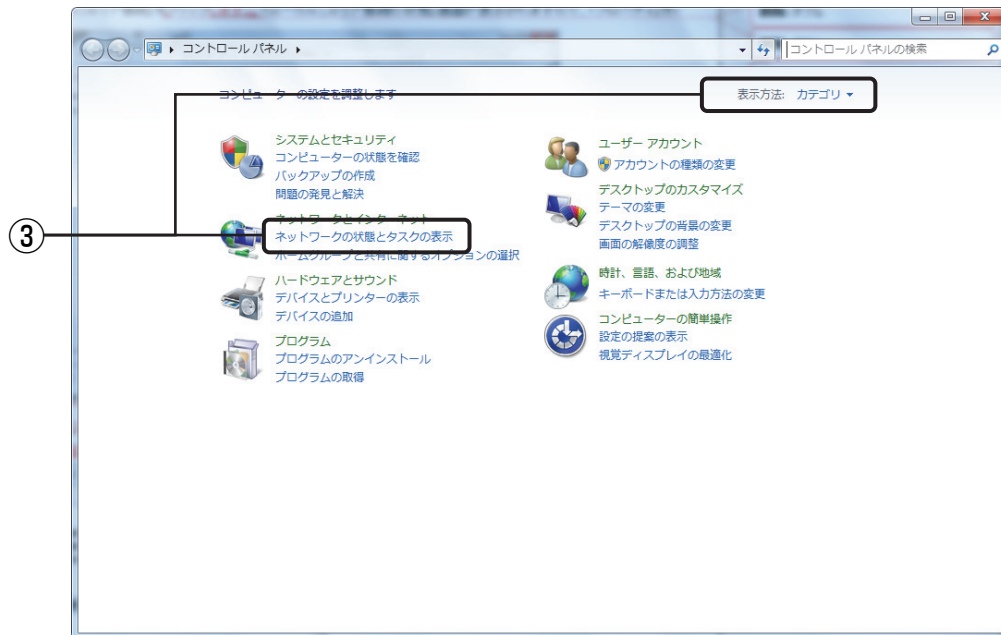 コントロール パネル
コントロール パネルの検索
コンピューターの設定を調整します
表示方法: カテゴリ
システムとセキュリティ
コンピューターの状態を確認
バックアップの作成
問題の発見と解決
ネットワークとインターネット
ネットワークの状態とタスクの表示
ホームグループと共有に関するオプションの選択
ハードウェアとサウンド
デバイスとプリンターの表示
デバイスの追加
プログラム
プログラムのアンインストール
プログラムの取得
ユーザー アカウント
アカウントの種類の変更
デスクトップのカスタマイズ
テーマの変更
デスクトップの背景の変更
画面の解像度の調整
時計、言語、および地域
キーボードまたは入力方法の変更
コンピューターの簡単操作
設定の提案の表示
視覚ディスプレイの最適化
③